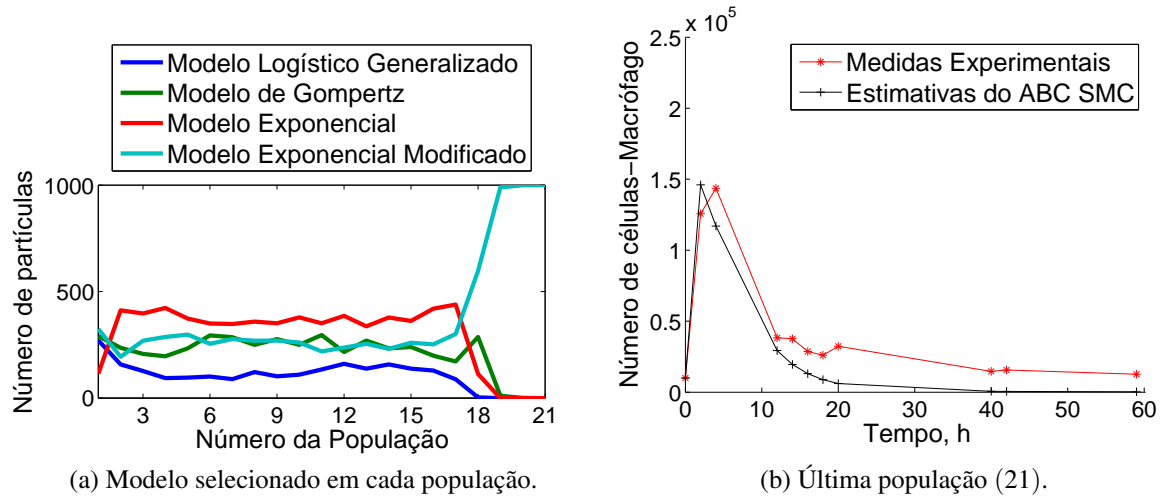 Modelo Logístico Generalizado
Modelo de Gompertz
Modelo Exponencial
Modelo Exponencial Modificado
Número de partículas
1000
500
0
3 6 9 12 15 18 21
Número da População
(a) Modelo selecionado em cada população.
x 10^5
Medidas Experimentais
Estimativas do ABC SMC
Número de células−Macrófago
2.5
2
1.5
1
0.5
0
0 10 20 30 40 50 60
Tempo, h
(b) Última população (21).